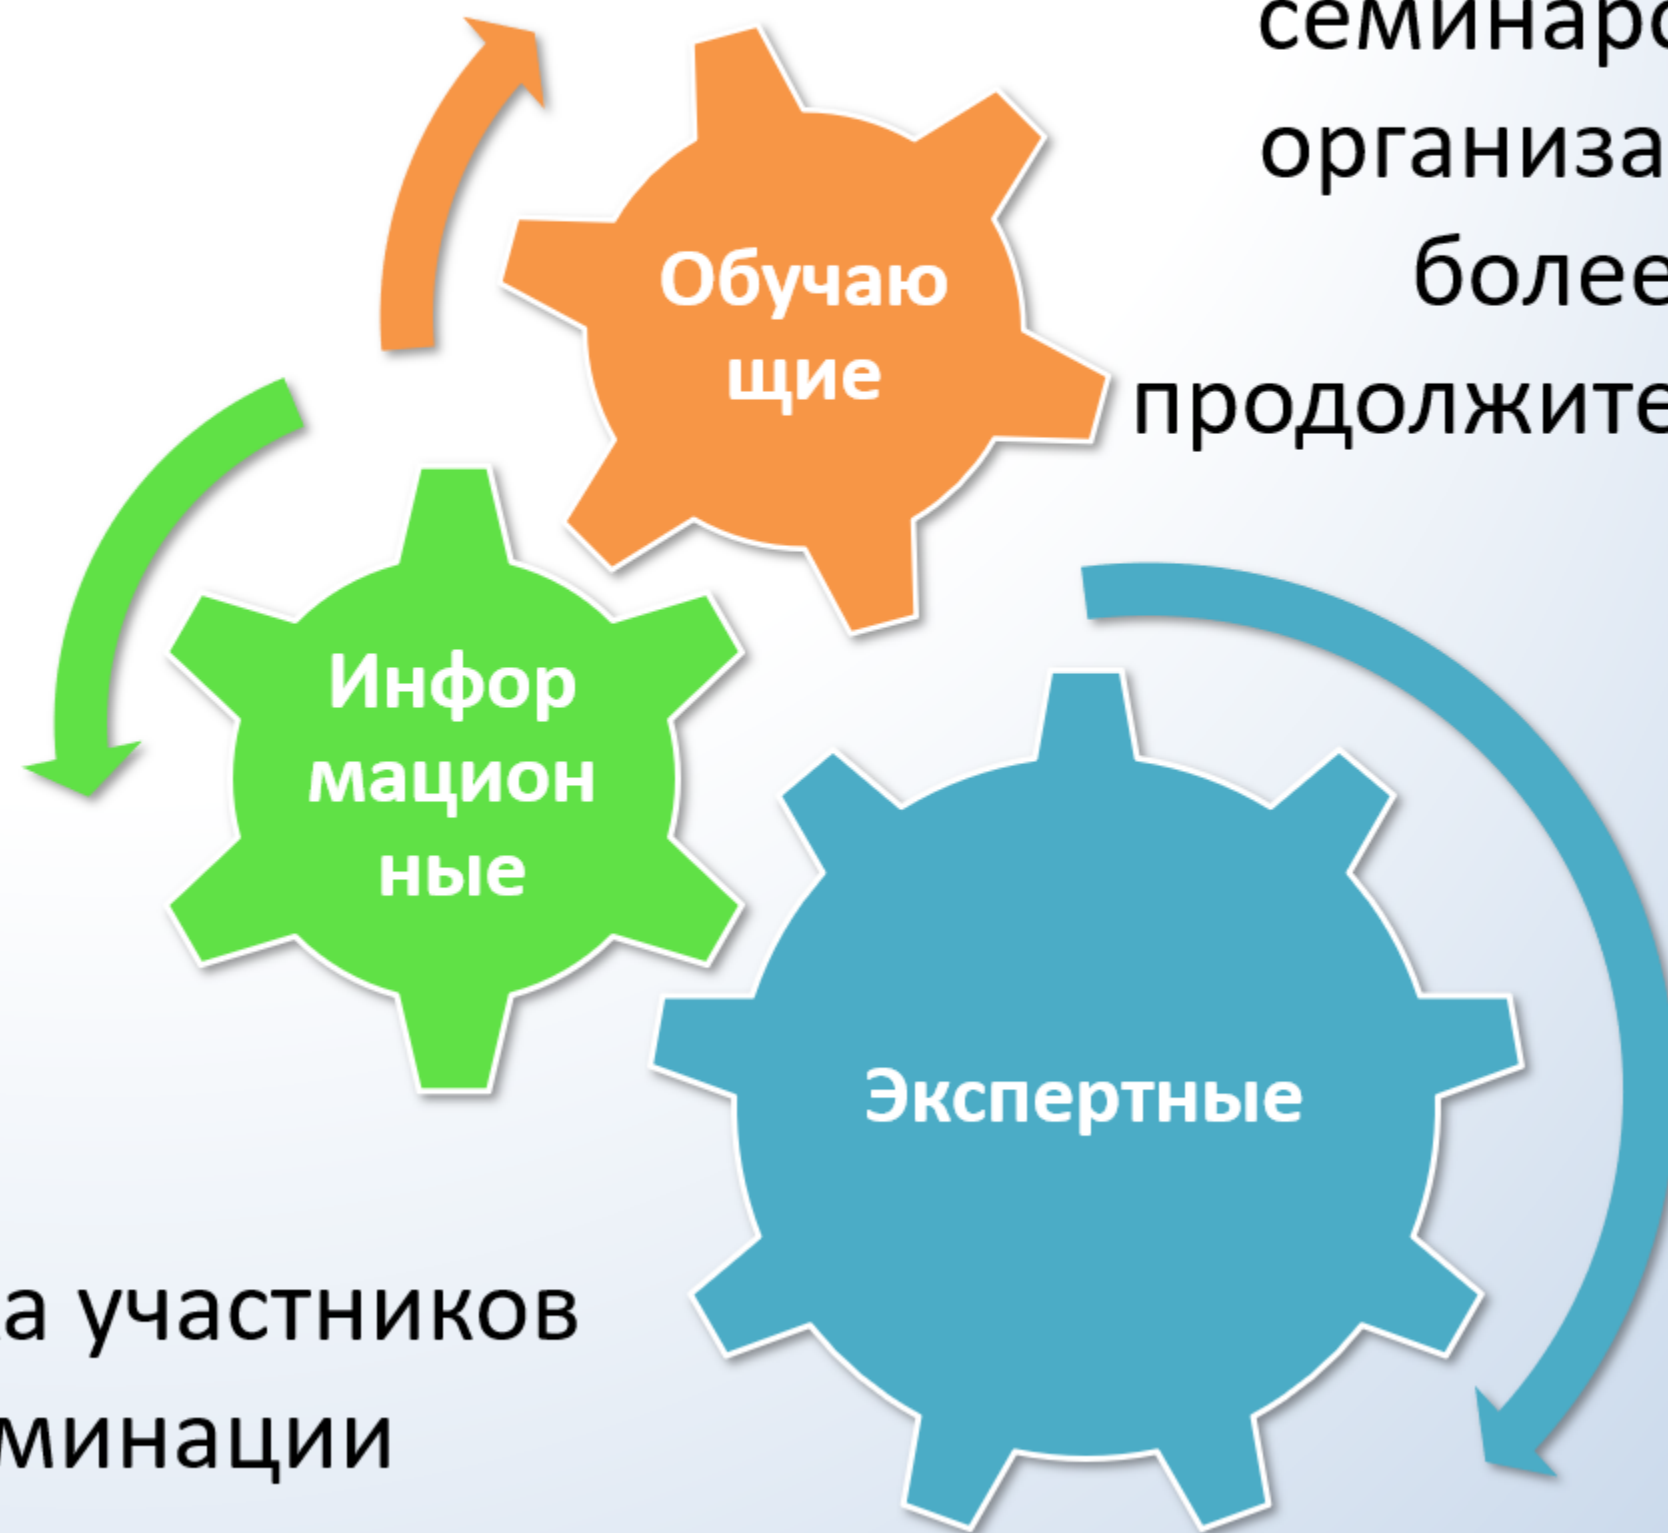 семинаро
организа
более
продолжите
Обучаю
щие
Инфор
мацион
ные
Экспертные
а участников
минации